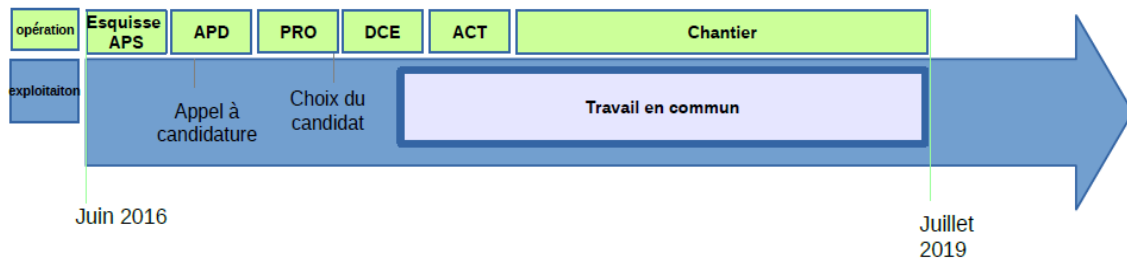 opération
Esquisse
APS
APD
PRO
DCE
ACT
Chantier
exploitaiton
Appel à
candidature
Choix du
candidat
Travail en commun
Juin 2016
Juillet
2019